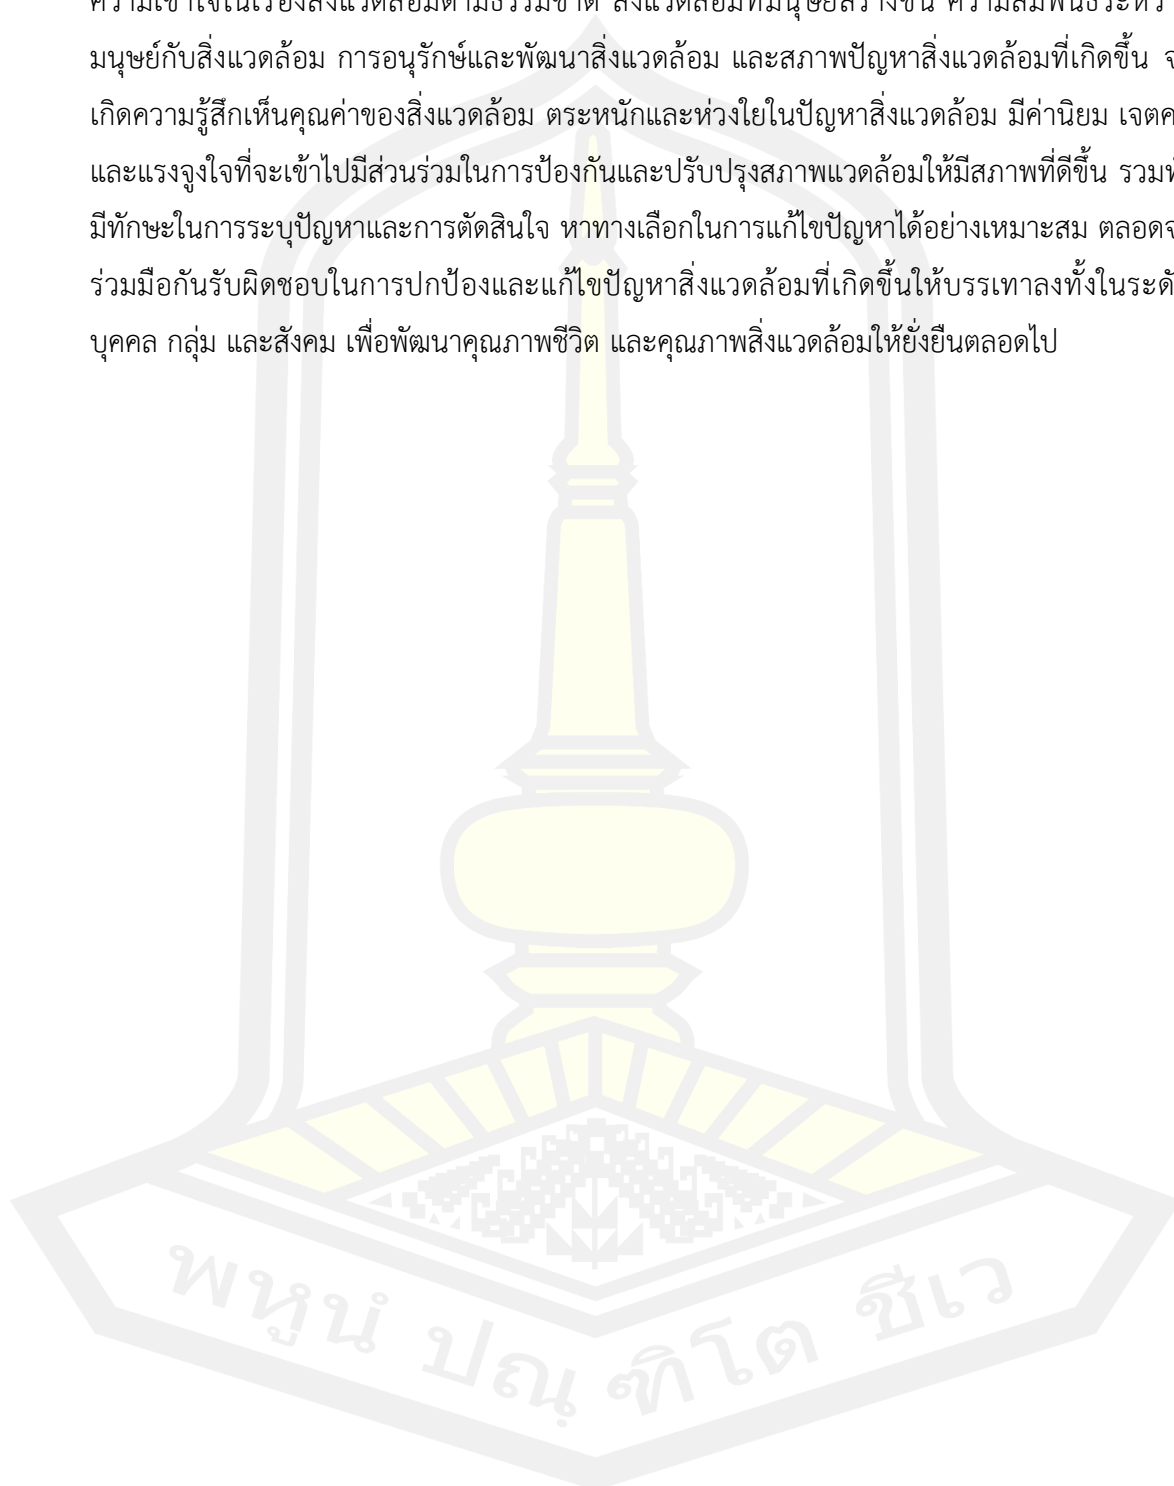 ความเข้าใจในเรื่องสิ่งแวดล้อมตามธรรมชาติ สิ่งแวดล้อมที่มนุษย์สร้างขึ้น ความสัมพันธ์ระหว่
มนุษย์กับสิ่งแวดล้อม การอนุรักษ์และพัฒนาสิ่งแวดล้อม และสภาพปัญหาสิ่งแวดล้อมที่เกิดขึ้น จ
เกิดความรู้สึกเห็นคุณค่าของสิ่งแวดล้อม ตระหนักและห่วงใยในปัญหาสิ่งแวดล้อม มีค่านิยม เจตค
และแรงจูงใจที่จะเข้าไปมีส่วนร่วมในการป้องกันและปรับปรุงสภาพแวดล้อมให้มีสภาพที่ดีขึ้น รวมทั
มีทักษะในการระบุปัญหาและการตัดสินใจ หาทางเลือกในการแก้ไขปัญหาได้อย่างเหมาะสม ตลอดจ
ร่วมมือกันรับผิดชอบในการปกป้องและแก้ไขปัญหาสิ่งแวดล้อมที่เกิดขึ้นให้บรรเทาลงทั้งในระดั
บุคคล กลุ่ม และสังคม เพื่อพัฒนาคุณภาพชีวิต และคุณภาพสิ่งแวดล้อมให้ยั่งยืนตลอดไป
พหูนํ ปณฺฑิโต ชีเว